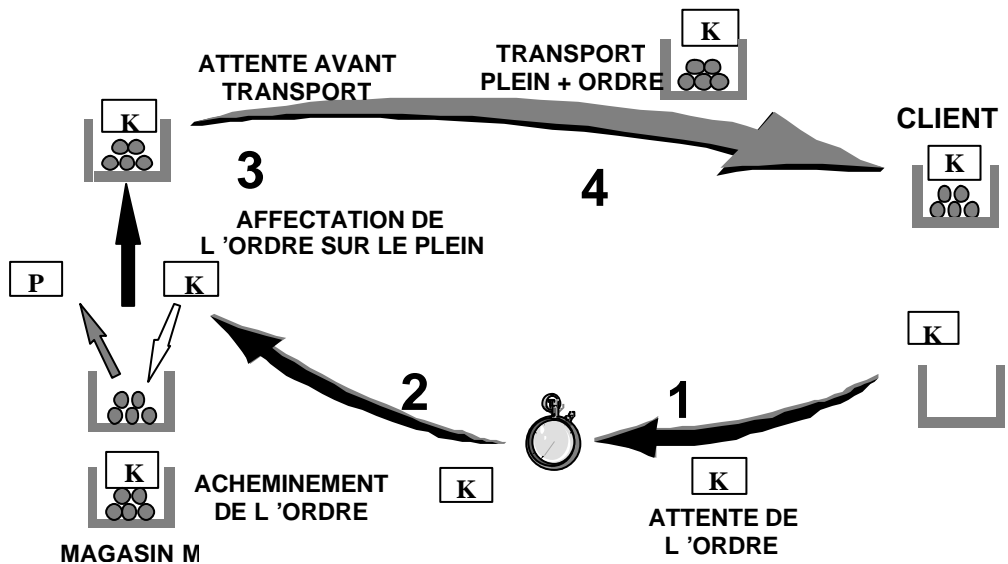 K
ATTENTE AVANT
TRANSPORT
TRANSPORT
PLEIN + ORDRE
K
CLIENT
K
3
4
AFFECTATION DE
L 'ORDRE SUR LE PLEIN
P
K
K
2
1
K
ACHEMINEMENT
DE L 'ORDRE
K
K
ATTENTE DE
L 'ORDRE
MAGASIN M